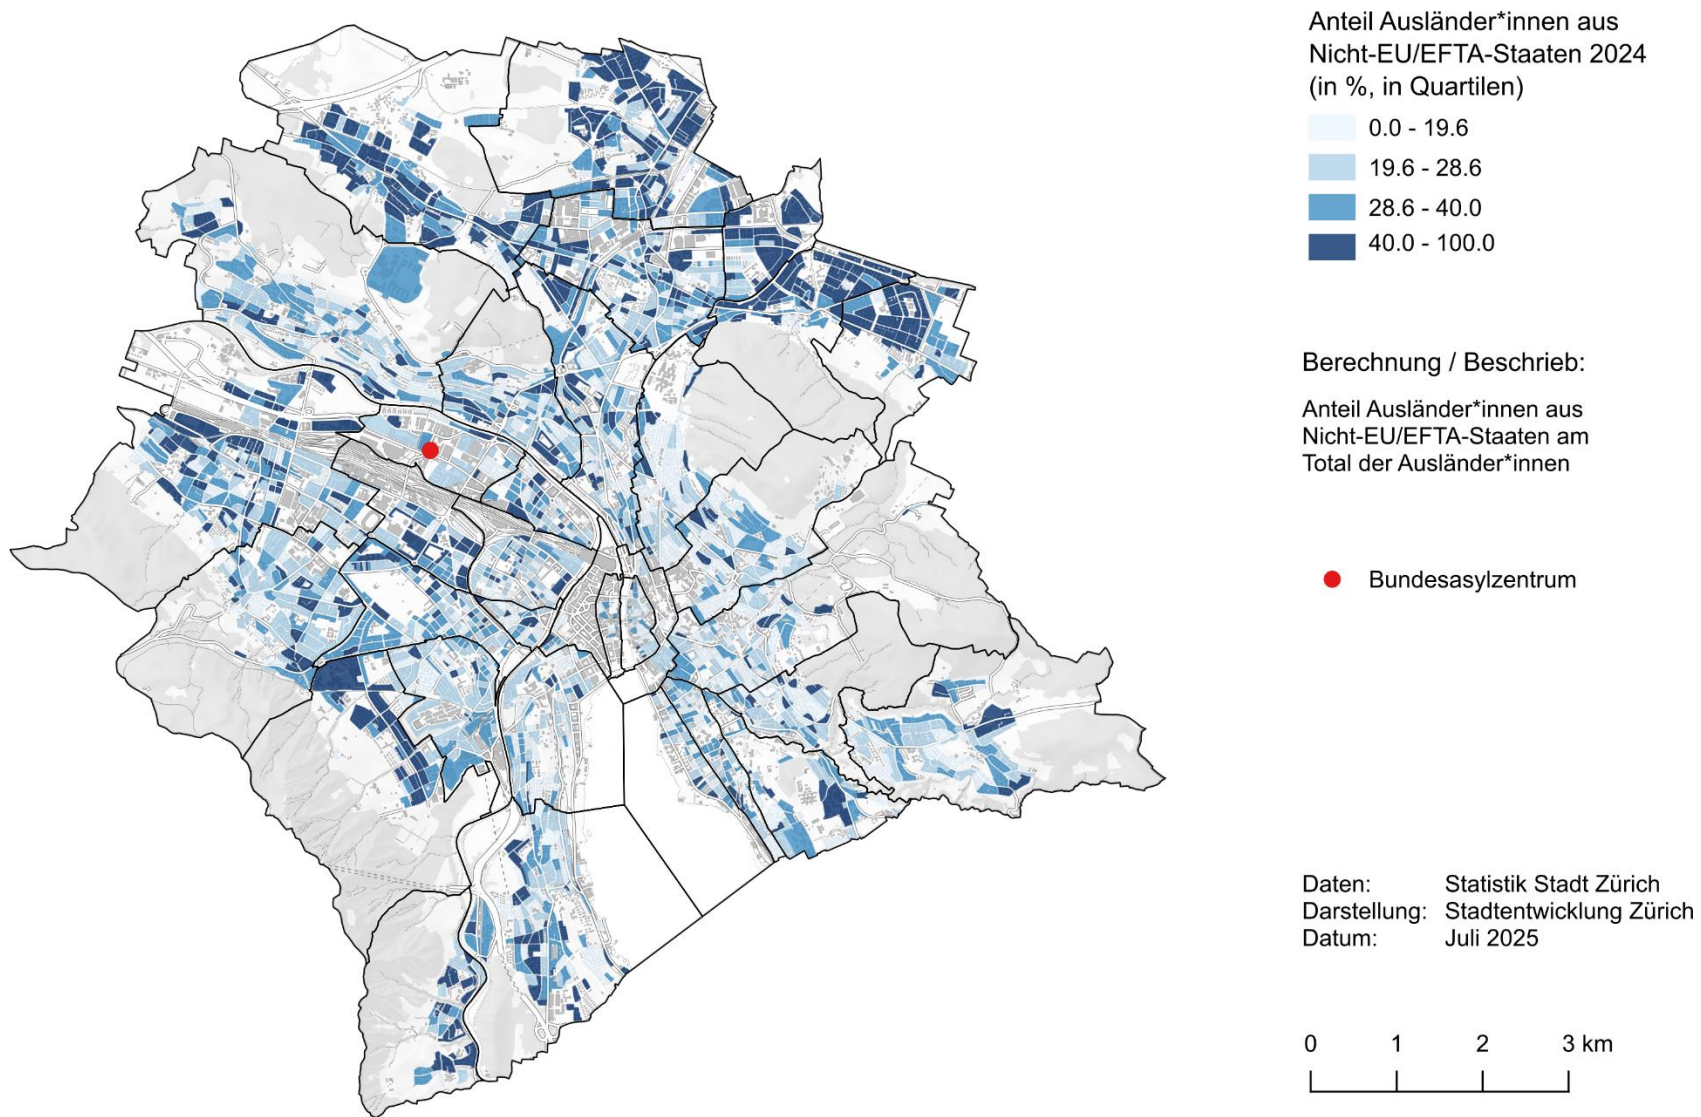 Anteil Ausländer*innen aus
Nicht-EU/EFTA-Staaten 2024
(in %, in Quartilen)
0.0 - 19.6
19.6 - 28.6
28.6 - 40.0
40.0 - 100.0
Berechnung / Beschrieb:
Anteil Ausländer*innen aus
Nicht-EU/EFTA-Staaten am
Total der Ausländer*innen
Bundesasylzentrum
Daten: Statistik Stadt Zürich
Darstellung: Stadtentwicklung Zürich
Datum: Juli 2025
0 1 2 3 km